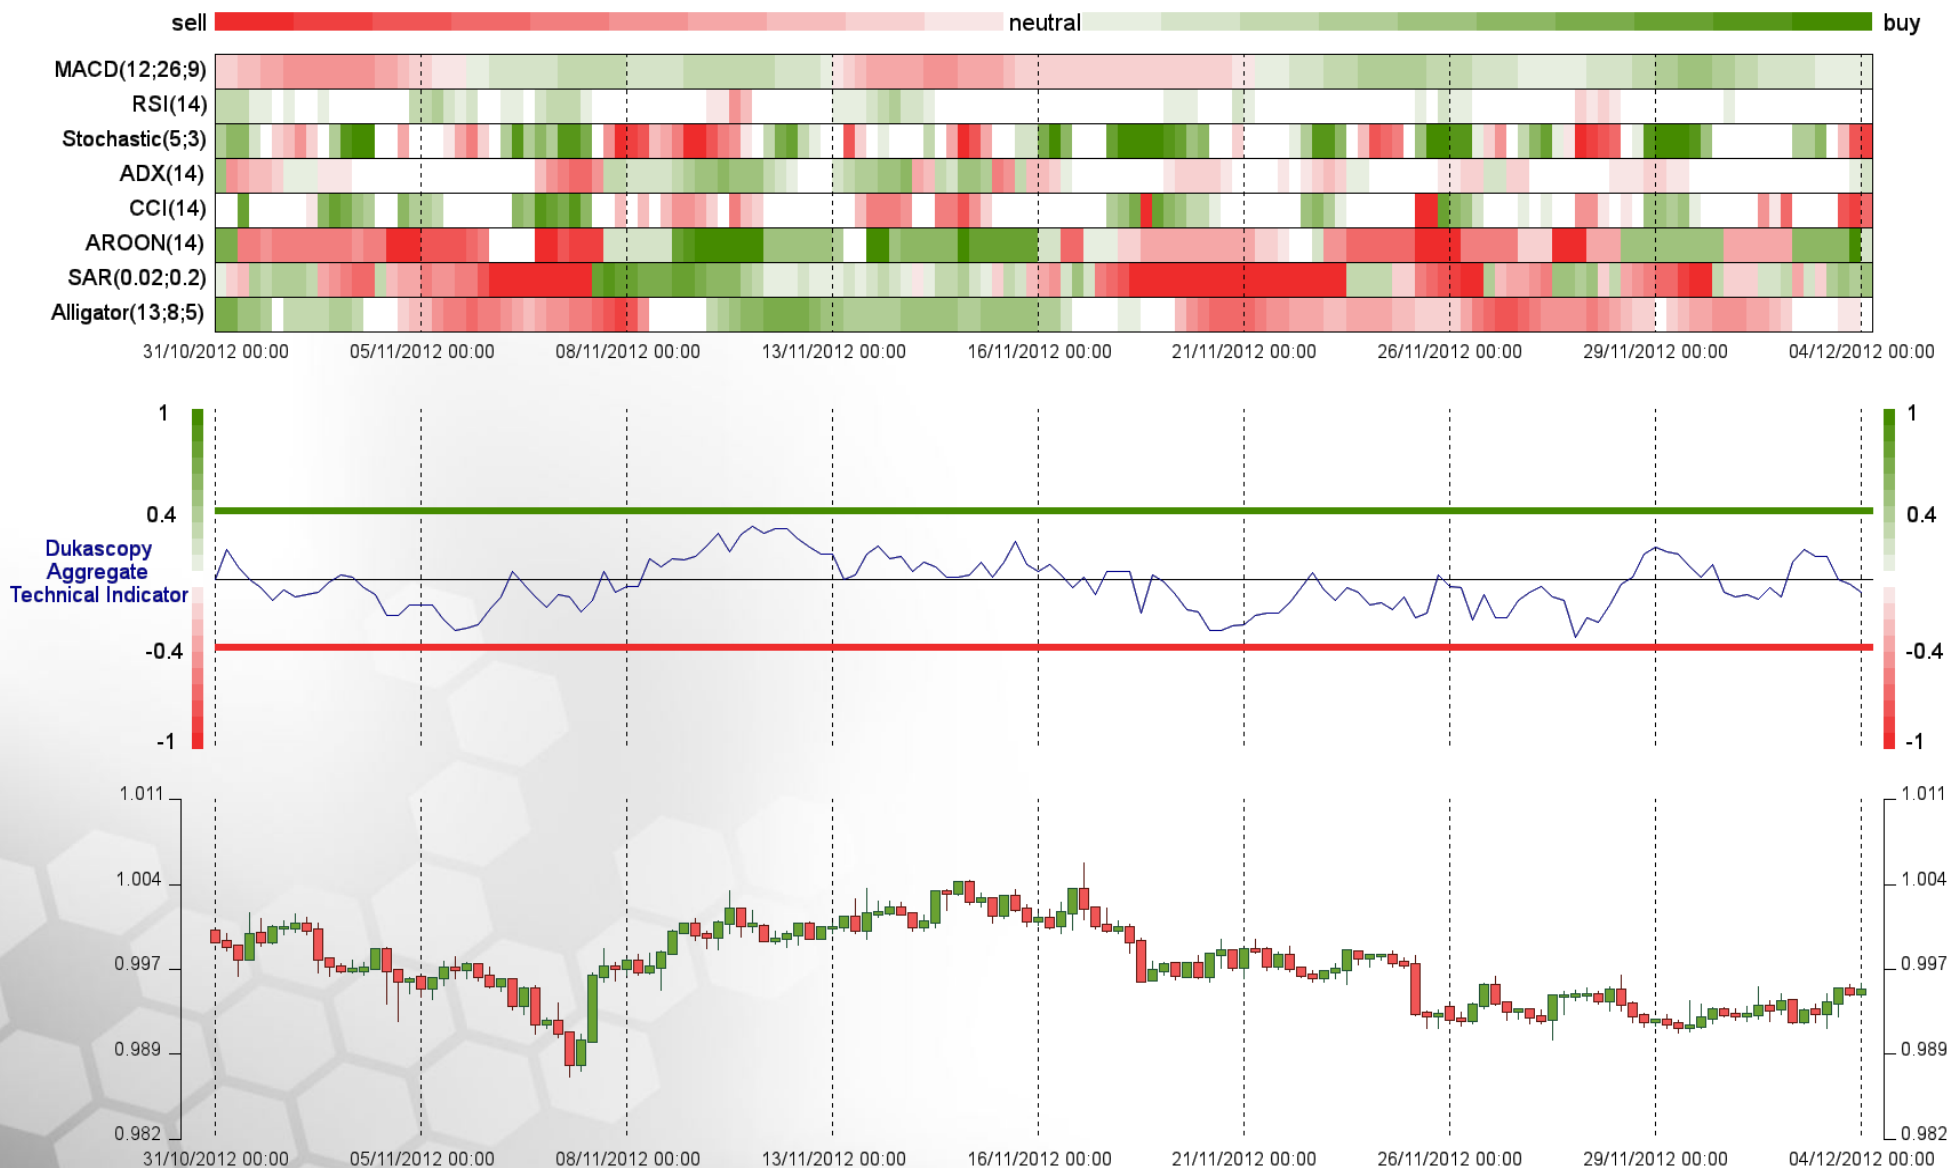 sell neutral buy
MACD(12;26;9)
RSI(14)
Stochastic(5;3)
ADX(14)
CCI(14)
AROON(14)
SAR(0.02;0.2)
Alligator(13;8;5)
31/10/2012 00:00 05/11/2012 00:00 08/11/2012 00:00 13/11/2012 00:00 16/11/2012 00:00 21/11/2012 00:00 26/11/2012 00:00 29/11/2012 00:00 04/12/2012 00:00
1 1
0.4 0.4
Dukascopy
Aggregate
Technical Indicator
-0.4 -0.4
-1 -1
1.011 1.011
1.004 1.004
0.997 0.997
0.989 0.989
0.982 0.982
31/10/2012 00:00 05/11/2012 00:00 08/11/2012 00:00 13/11/2012 00:00 16/11/2012 00:00 21/11/2012 00:00 26/11/2012 00:00 29/11/2012 00:00 04/12/2012 00:00